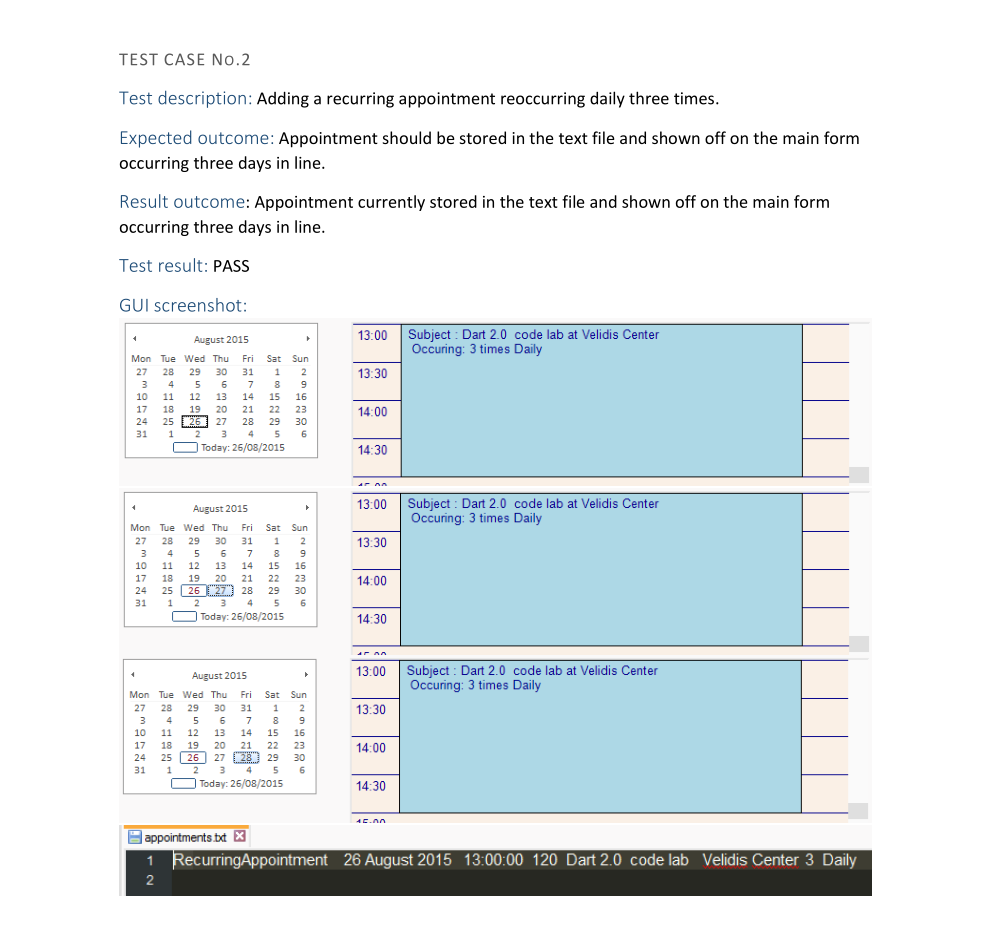 TEST CASE No.2
Test description: Adding a recurring appointment reoccurring daily three times.
Expected outcome: Appointment should be stored in the text file and shown off on the main form
occurring three days in line.
Result outcome: Appointment currently stored in the text file and shown off on the main form
occurring three days in line.
Test result: PASS
GUI screenshot:
August 2015
Mon Tue Wed Thu Fri Sat Sun
27 28 29 30 31 1 2
3 4 5 6 7 8 9
10 11 12 13 14 15 16
17 18 19 20 21 22 23
24 25 26 27 28 29 30
31 1 2 3 4 5 6
Today: 26/08/2015
13:00 Subject : Dart 2.0 code lab at Velidis Center
Occuring: 3 times Daily
13:30
14:00
14:30
August 2015
Mon Tue Wed Thu Fri Sat Sun
27 28 29 30 31 1 2
3 4 5 6 7 8 9
10 11 12 13 14 15 16
17 18 19 20 21 22 23
24 25 26 27 28 29 30
31 1 2 3 4 5 6
Today: 26/08/2015
13:00 Subject : Dart 2.0 code lab at Velidis Center
Occuring: 3 times Daily
13:30
14:00
14:30
August 2015
Mon Tue Wed Thu Fri Sat Sun
27 28 29 30 31 1 2
3 4 5 6 7 8 9
10 11 12 13 14 15 16
17 18 19 20 21 22 23
24 25 26 27 28 29 30
31 1 2 3 4 5 6
Today: 26/08/2015
13:00 Subject : Dart 2.0 code lab at Velidis Center
Occuring: 3 times Daily
13:30
14:00
14:30
appointments.txt
1 RecurringAppointment 26 August 2015 13:00:00 120 Dart 2.0 code lab Velidis Center 3 Daily
2